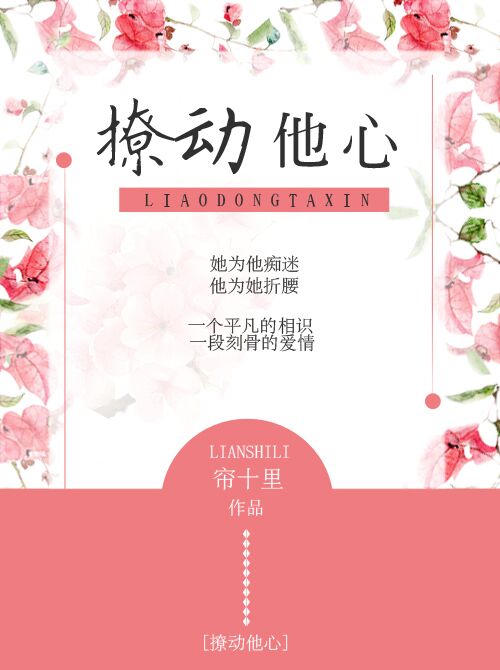 撩动他心
LIAODONGTAXIN
她为他痴迷
他为她折腰
一个平凡的相识
一段刻骨的爱情
LIANSHILI
帘十里
作品
[撩动他心]